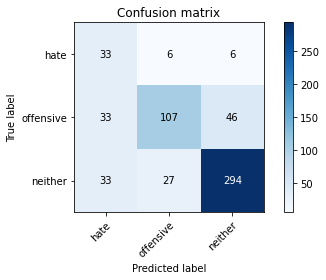 Confusion matrix
hate 33 6 6
offensive 33 107 46
neither 33 27 294
hate offensive neither
Predicted label
True label
250
200
150
100
50